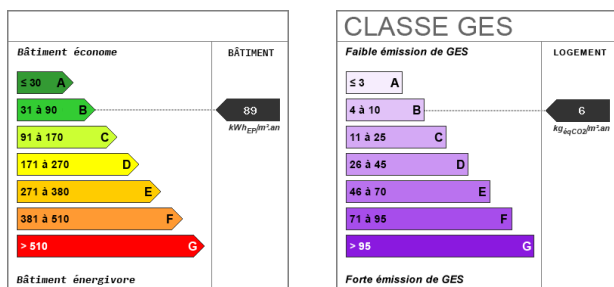 Bâtiment économe
BÂTIMENT
≤ 30 A
31 à 90 B
89
kWhEP/m².an
91 à 170 C
171 à 270 D
271 à 380 E
381 à 510 F
> 510 G
Bâtiment énergivore
CLASSE GES
Faible émission de GES
LOGEMENT
≤ 3 A
4 à 10 B
6
kgéqCO2/m².an
11 à 25 C
26 à 45 D
46 à 70 E
71 à 95 F
> 95 G
Forte émission de GES